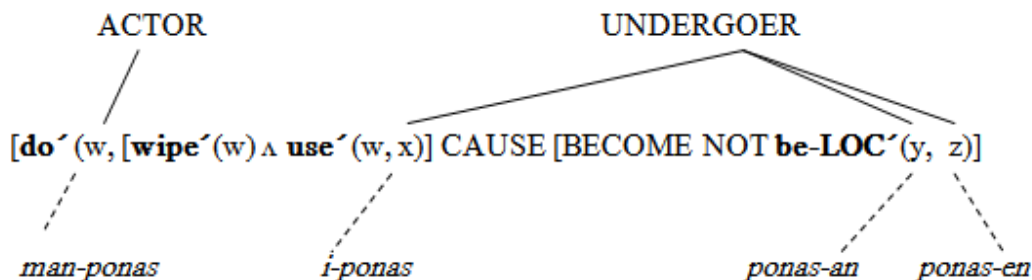 ACTOR UNDERGOER
[do´ (w, [wipe´(w) ∧ use´(w, x)] CAUSE [BECOME NOT be-LOC´(y, z)]
man-ponas i-ponas ponas-an ponas-en